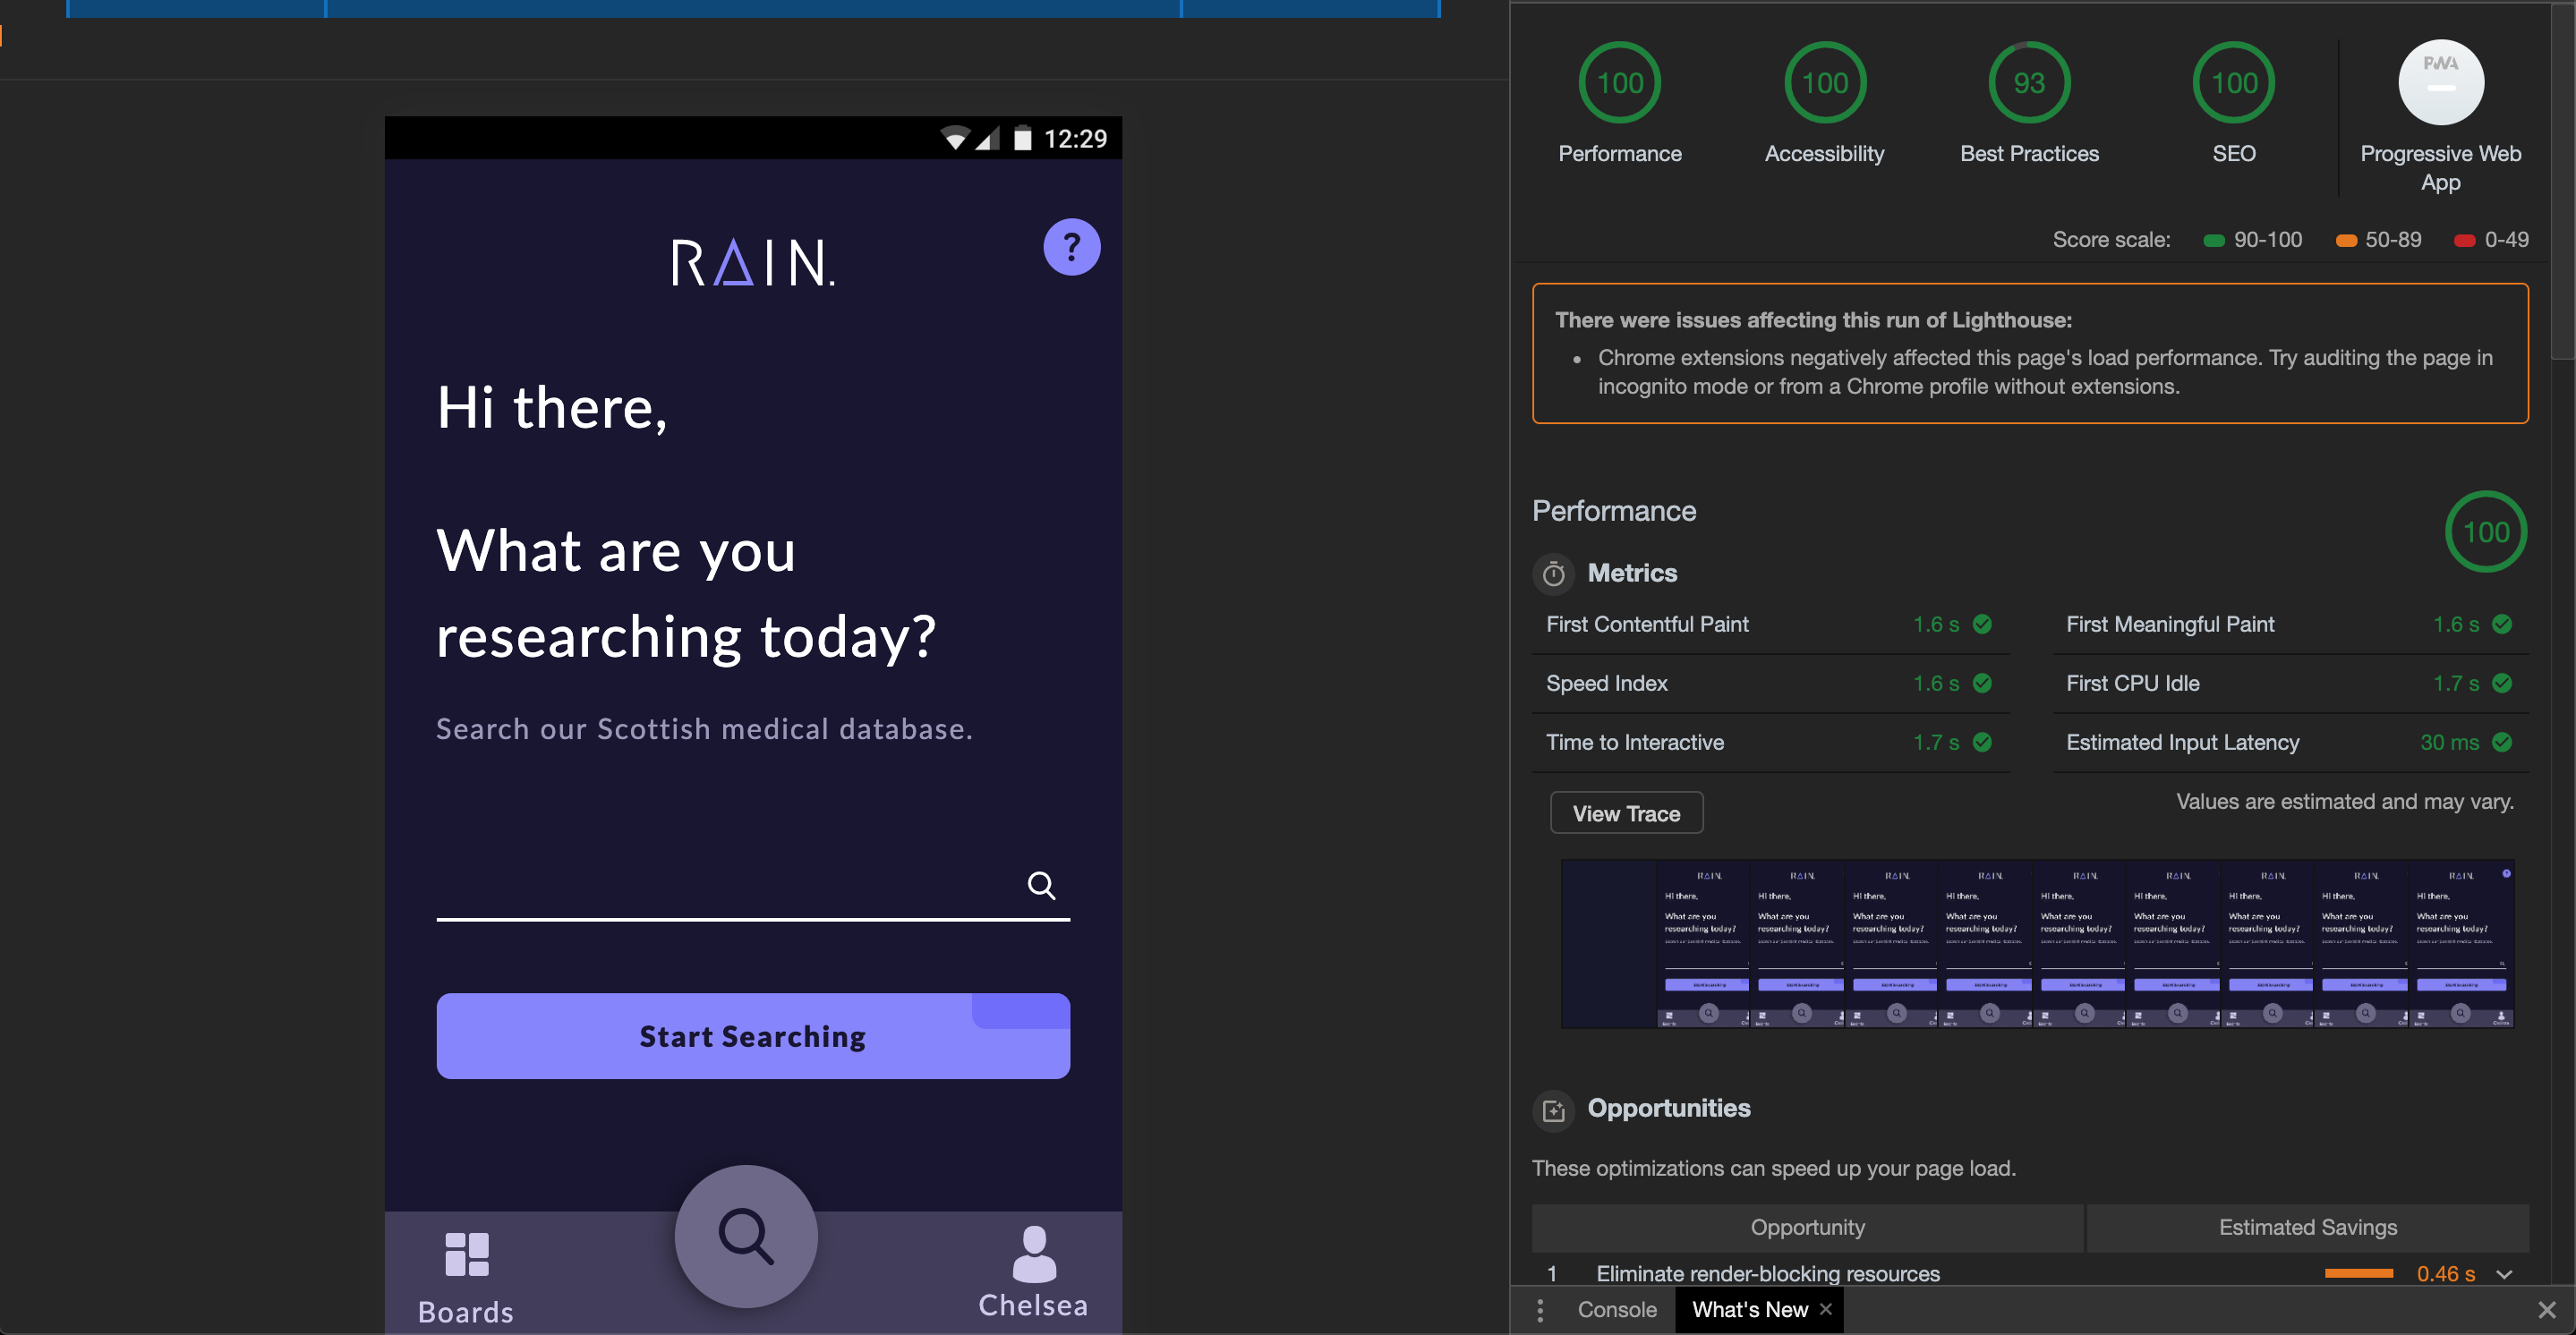 12:29
RAIN.
?
Hi there,
What are you
researching today?
Search our Scottish medical database.
Start Searching
Boards
Chelsea
100
100
93
100
PWA
Performance
Accessibility
Best Practices
SEO
Progressive Web
App
Score scale:
90-100
50-89
0-49
There were issues affecting this run of Lighthouse:
• Chrome extensions negatively affected this page's load performance. Try auditing the page in
incognito mode or from a Chrome profile without extensions.
Performance
100
Metrics
First Contentful Paint 1.6 s
First Meaningful Paint 1.6 s
Speed Index 1.6 s
First CPU Idle 1.7 s
Time to Interactive 1.7 s
Estimated Input Latency 30 ms
View Trace
Values are estimated and may vary.
Opportunities
These optimizations can speed up your page load.
Opportunity
Estimated Savings
1 Eliminate render-blocking resources 0.46 s
Console
What's New